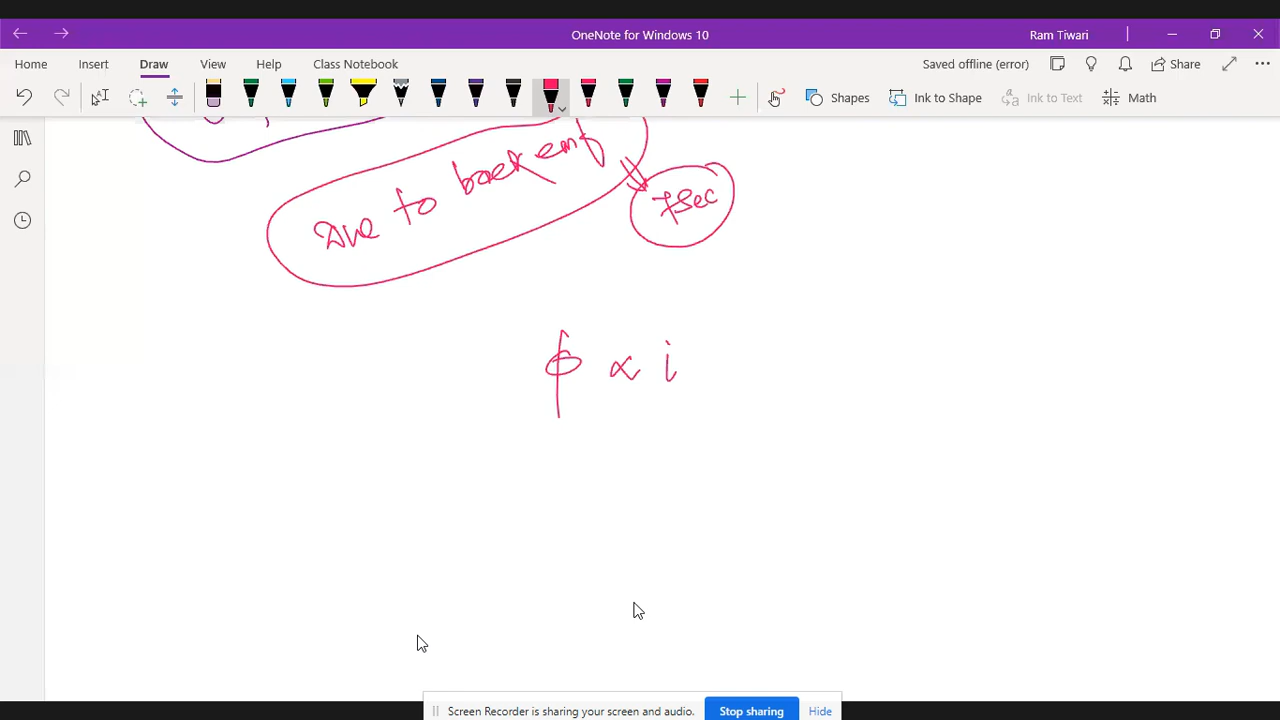 OneNote for Windows 10
Ram Tiwari
Home Insert Draw View Help Class Notebook
Saved offline (error)
Share
Shapes
Ink to Shape
Ink to Text
Math
Due to back emf
7sec
ϕ ∝ i
Screen Recorder is sharing your screen and audio.
Stop sharing
Hide